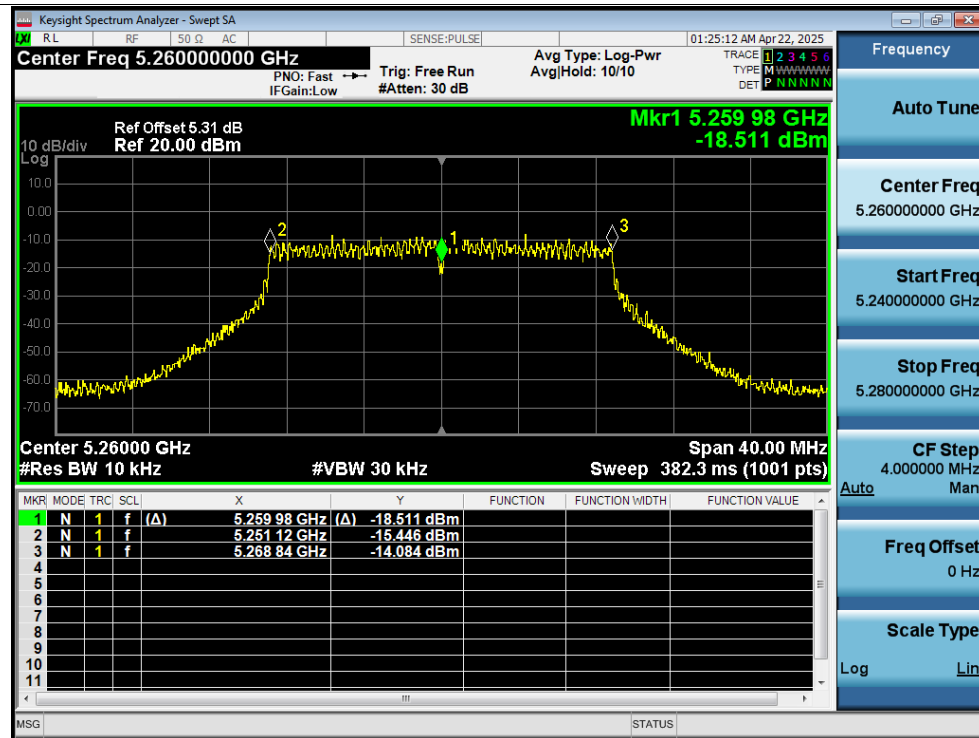 Keysight Spectrum Analyzer - Swept SA
LXI RL RF 50 Ω AC SENSE:PULSE 01:25:12 AM Apr 22, 2025
Center Freq 5.260000000 GHz
PNO: Fast
IFGain:Low
Trig: Free Run
#Atten: 30 dB
Avg Type: Log-Pwr
Avg|Hold: 10/10
TRACE 1 2 3 4 5 6
TYPE M W W W W W
DET P N N N N N
Ref Offset 5.31 dB
Ref 20.00 dBm
10 dB/div
Log
Mkr1 5.259 98 GHz
-18.511 dBm
10.0
0.00
-10.0
-20.0
-30.0
-40.0
-50.0
-60.0
-70.0
2
1
3
Center 5.26000 GHz Span 40.00 MHz
#Res BW 10 kHz #VBW 30 kHz Sweep 382.3 ms (1001 pts)
MKR MODE TRC SCL X Y FUNCTION FUNCTION WIDTH FUNCTION VALUE
1 N 1 f (Δ) 5.259 98 GHz (Δ) -18.511 dBm
2 N 1 f 5.251 12 GHz -15.446 dBm
3 N 1 f 5.268 84 GHz -14.084 dBm
4
5
6
7
8
9
10
11
MSG STATUS
Frequency
Auto Tune
Center Freq
5.260000000 GHz
Start Freq
5.240000000 GHz
Stop Freq
5.280000000 GHz
CF Step
4.000000 MHz
Auto Man
Freq Offset
0 Hz
Scale Type
Log Lin